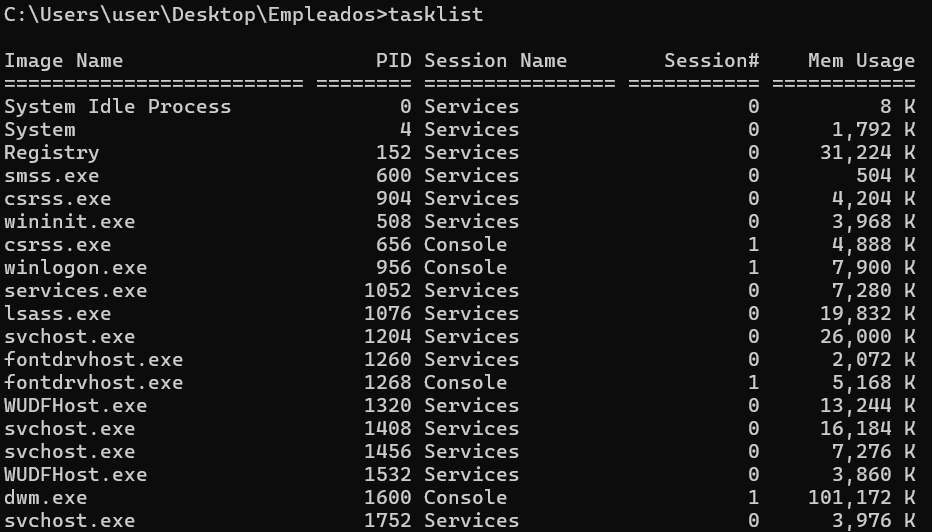 C:\Users\user\Desktop\Empleados>tasklist

Image Name                     PID Session Name        Session#    Mem Usage
========================= ======== ================ =========== ============
System Idle Process              0 Services                   0          8 K
System                           4 Services                   0      1,792 K
Registry                       152 Services                   0     31,224 K
smss.exe                       600 Services                   0        504 K
csrss.exe                      904 Services                   0      4,204 K
wininit.exe                    508 Services                   0      3,968 K
csrss.exe                      656 Console                    1      4,888 K
winlogon.exe                   956 Console                    1      7,900 K
services.exe                  1052 Services                   0      7,280 K
lsass.exe                     1076 Services                   0     19,832 K
svchost.exe                   1204 Services                   0     26,000 K
fontdrvhost.exe               1260 Services                   0      2,072 K
fontdrvhost.exe               1268 Console                    1      5,168 K
WUDFHost.exe                  1320 Services                   0     13,244 K
svchost.exe                   1408 Services                   0     16,184 K
svchost.exe                   1456 Services                   0      7,276 K
WUDFHost.exe                  1532 Services                   0      3,860 K
dwm.exe                       1600 Console                    1    101,172 K
svchost.exe                   1752 Services                   0      3,976 K